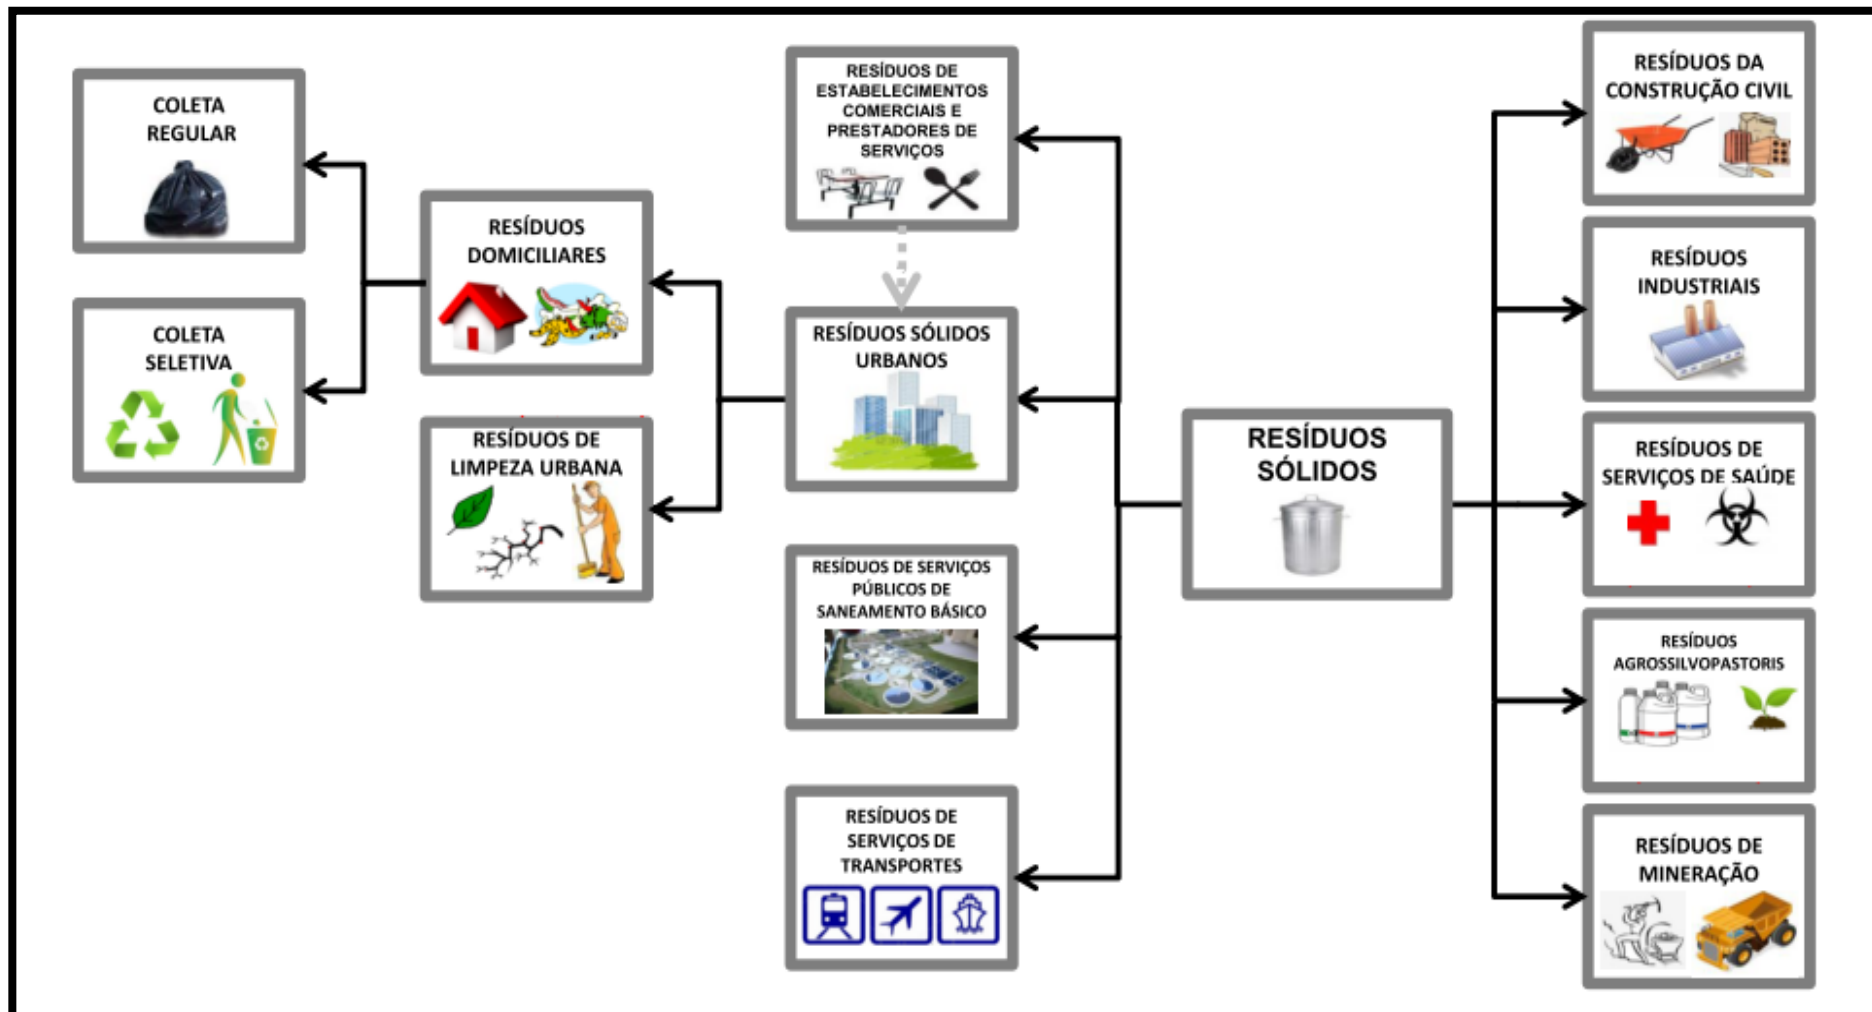 COLETA
REGULAR
COLETA
SELETIVA
RESÍDUOS
DOMICILIARES
RESÍDUOS DE
LIMPEZA URBANA
RESÍDUOS DE
ESTABELECIMENTOS
COMERCIAIS E
PRESTADORES DE
SERVIÇOS
RESÍDUOS SÓLIDOS
URBANOS
RESÍDUOS DE SERVIÇOS
PÚBLICOS DE
SANEAMENTO BÁSICO
RESÍDUOS DE
SERVIÇOS DE
TRANSPORTES
RESÍDUOS
SÓLIDOS
RESÍDUOS DA
CONSTRUÇÃO CIVIL
RESÍDUOS
INDUSTRIAIS
RESÍDUOS DE
SERVIÇOS DE SAÚDE
RESÍDUOS
AGROSSILVOPASTORIS
RESÍDUOS DE
MINERAÇÃO